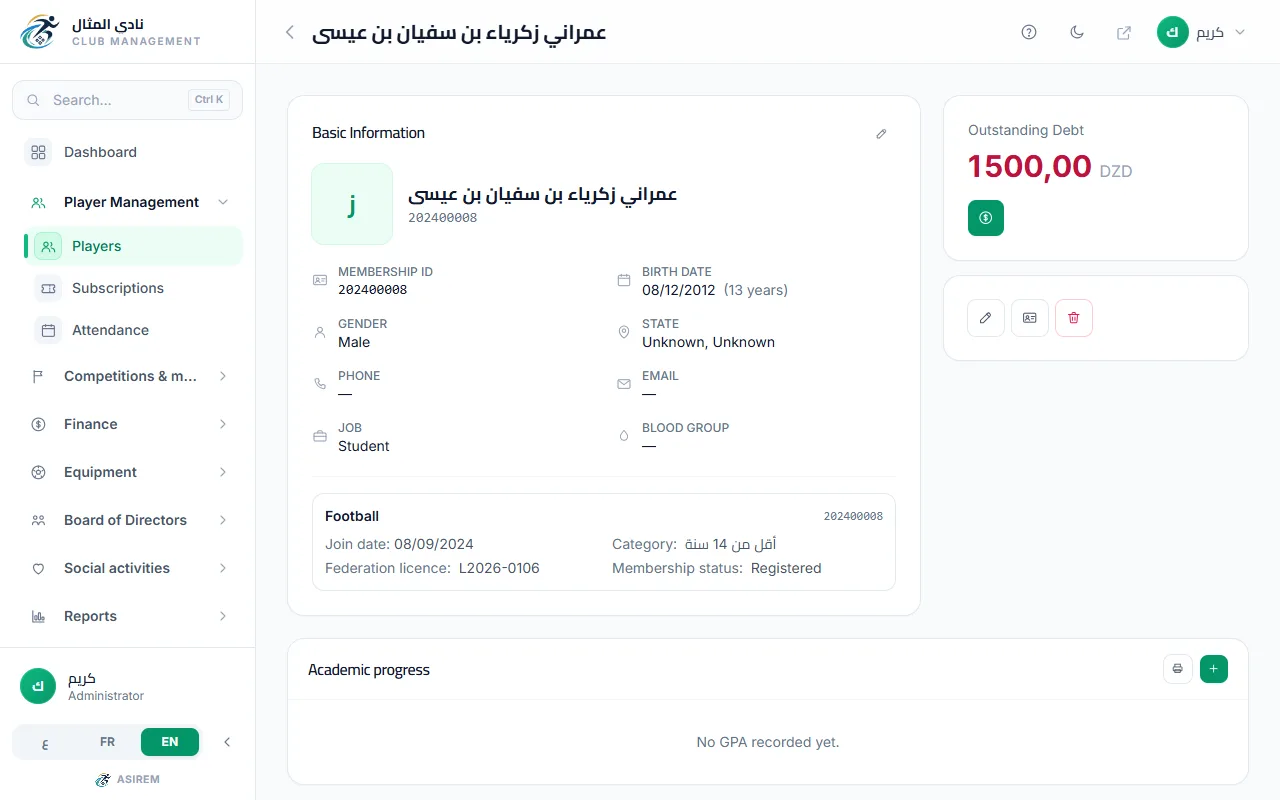 نادي المثال
CLUB MANAGEMENT
Search...
Ctrl K
Dashboard
Player Management
Players
Subscriptions
Attendance
Competitions & m...
Finance
Equipment
Board of Directors
Social activities
Reports
ك
كريم
Administrator
ع
FR
EN
ASIREM
عمراني زكرياء بن سفيان بن عيسى
ك
كريم
Basic Information
ز
عمراني زكرياء بن سفيان بن عيسى
202400008
MEMBERSHIP ID
202400008
BIRTH DATE
08/12/2012 (13 years)
GENDER
Male
STATE
Unknown, Unknown
PHONE
—
EMAIL
—
JOB
Student
BLOOD GROUP
—
Football
202400008
Join date: 08/09/2024
Category: أقل من 14 سنة
Federation licence: L2026-0106
Membership status: Registered
Outstanding Debt
1500,00 DZD
Academic progress
No GPA recorded yet.